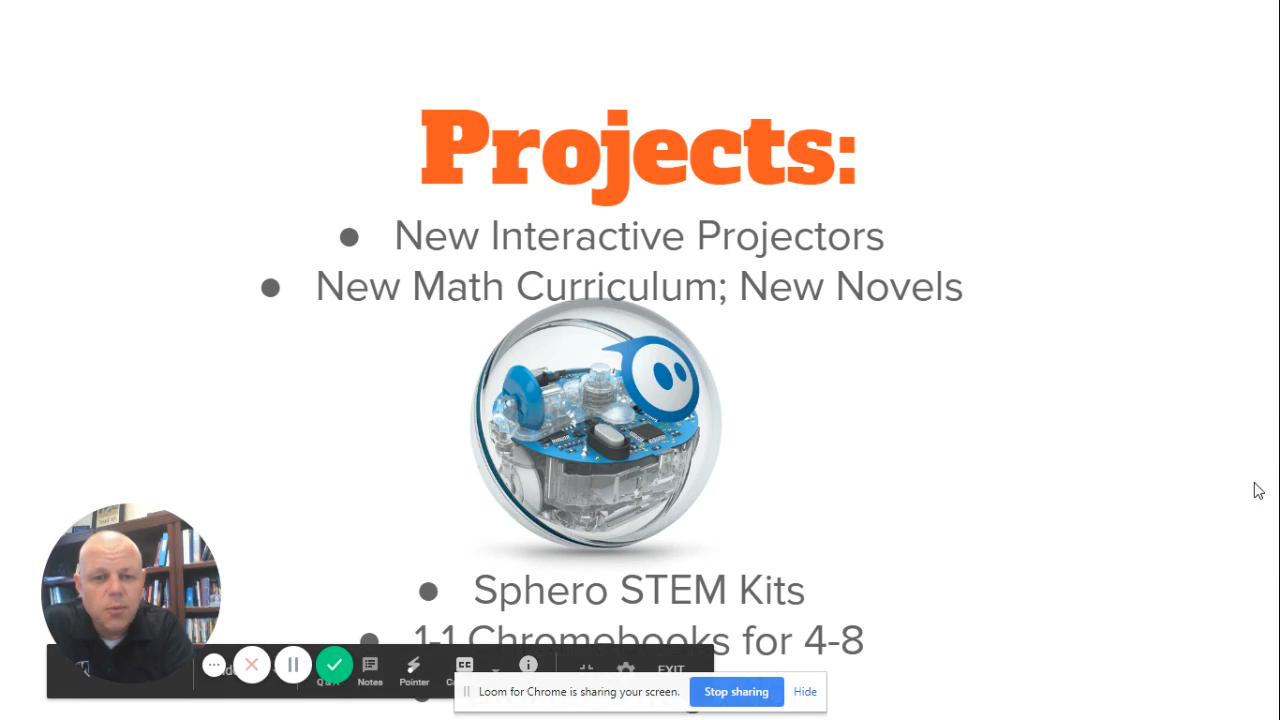 Projects:
● New Interactive Projectors
● New Math Curriculum; New Novels
● Sphero STEM Kits
● 1-1 Chromebooks for 4-8
Notes
Pointer
EXIT
Loom for Chrome is sharing your screen.
Stop sharing
Hide